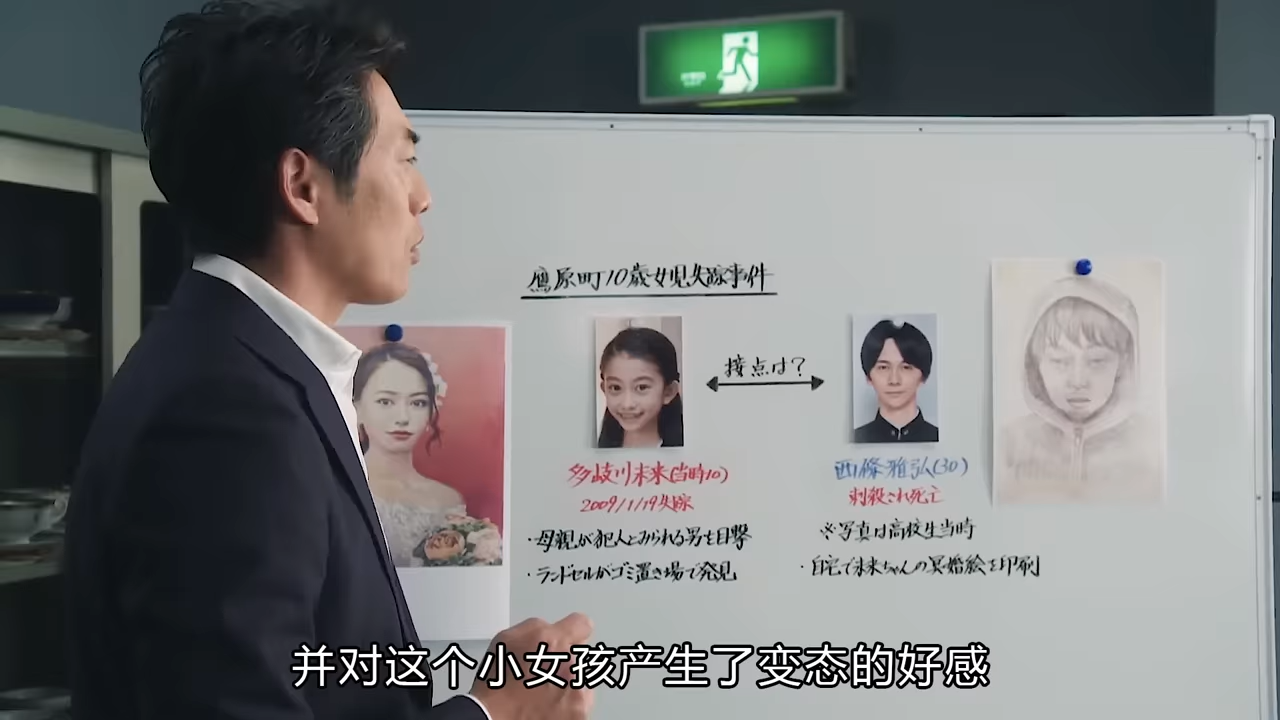 鷹原町10歳女児失踪事件
接点は?
多岐川未来(当時10)
2009/1/19失踪
・母親が犯人とみられる男を目撃
・ランドセルがゴミ置き場で発見
西條雅弘(30)
刺殺され死亡
※写真は高校生当時
・自宅で未来ちゃんの冥婚絵を印刷
并对这个小女孩产生了变态的好感